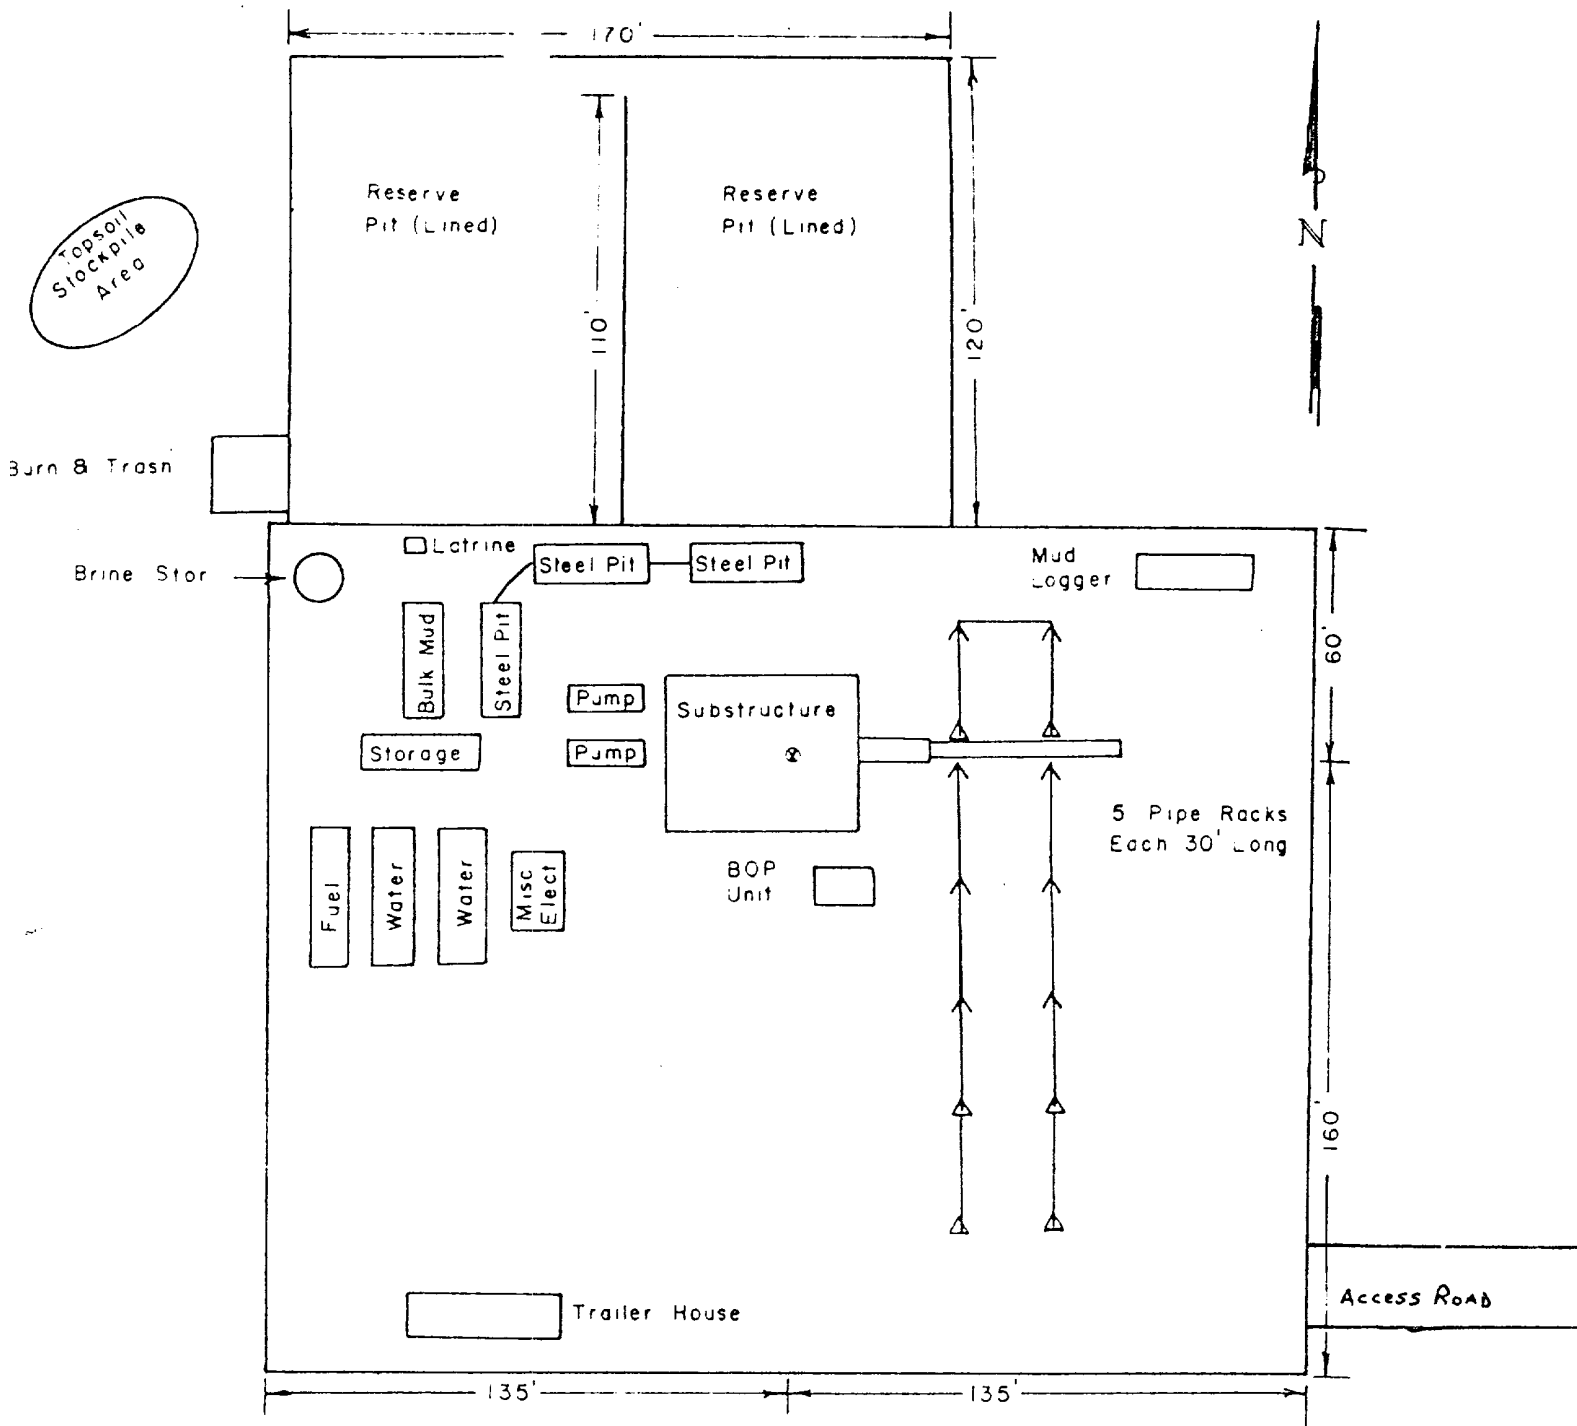 170'
Reserve
Pit (Lined)
Reserve
Pit (Lined)
Topsoil
Stockpile
Area
N
110'
120'
Burn & Trash
Latrine
Steel Pit
Steel Pit
Mud
Logger
Brine Stor
Bulk Mud
Steel Pit
60'
Pump
Substructure
Storage
Pump
5 Pipe Racks
Each 30' Long
BOP
Unit
Fuel
Water
Water
Misc
Elect
160'
Access Road
Trailer House
135'
135'